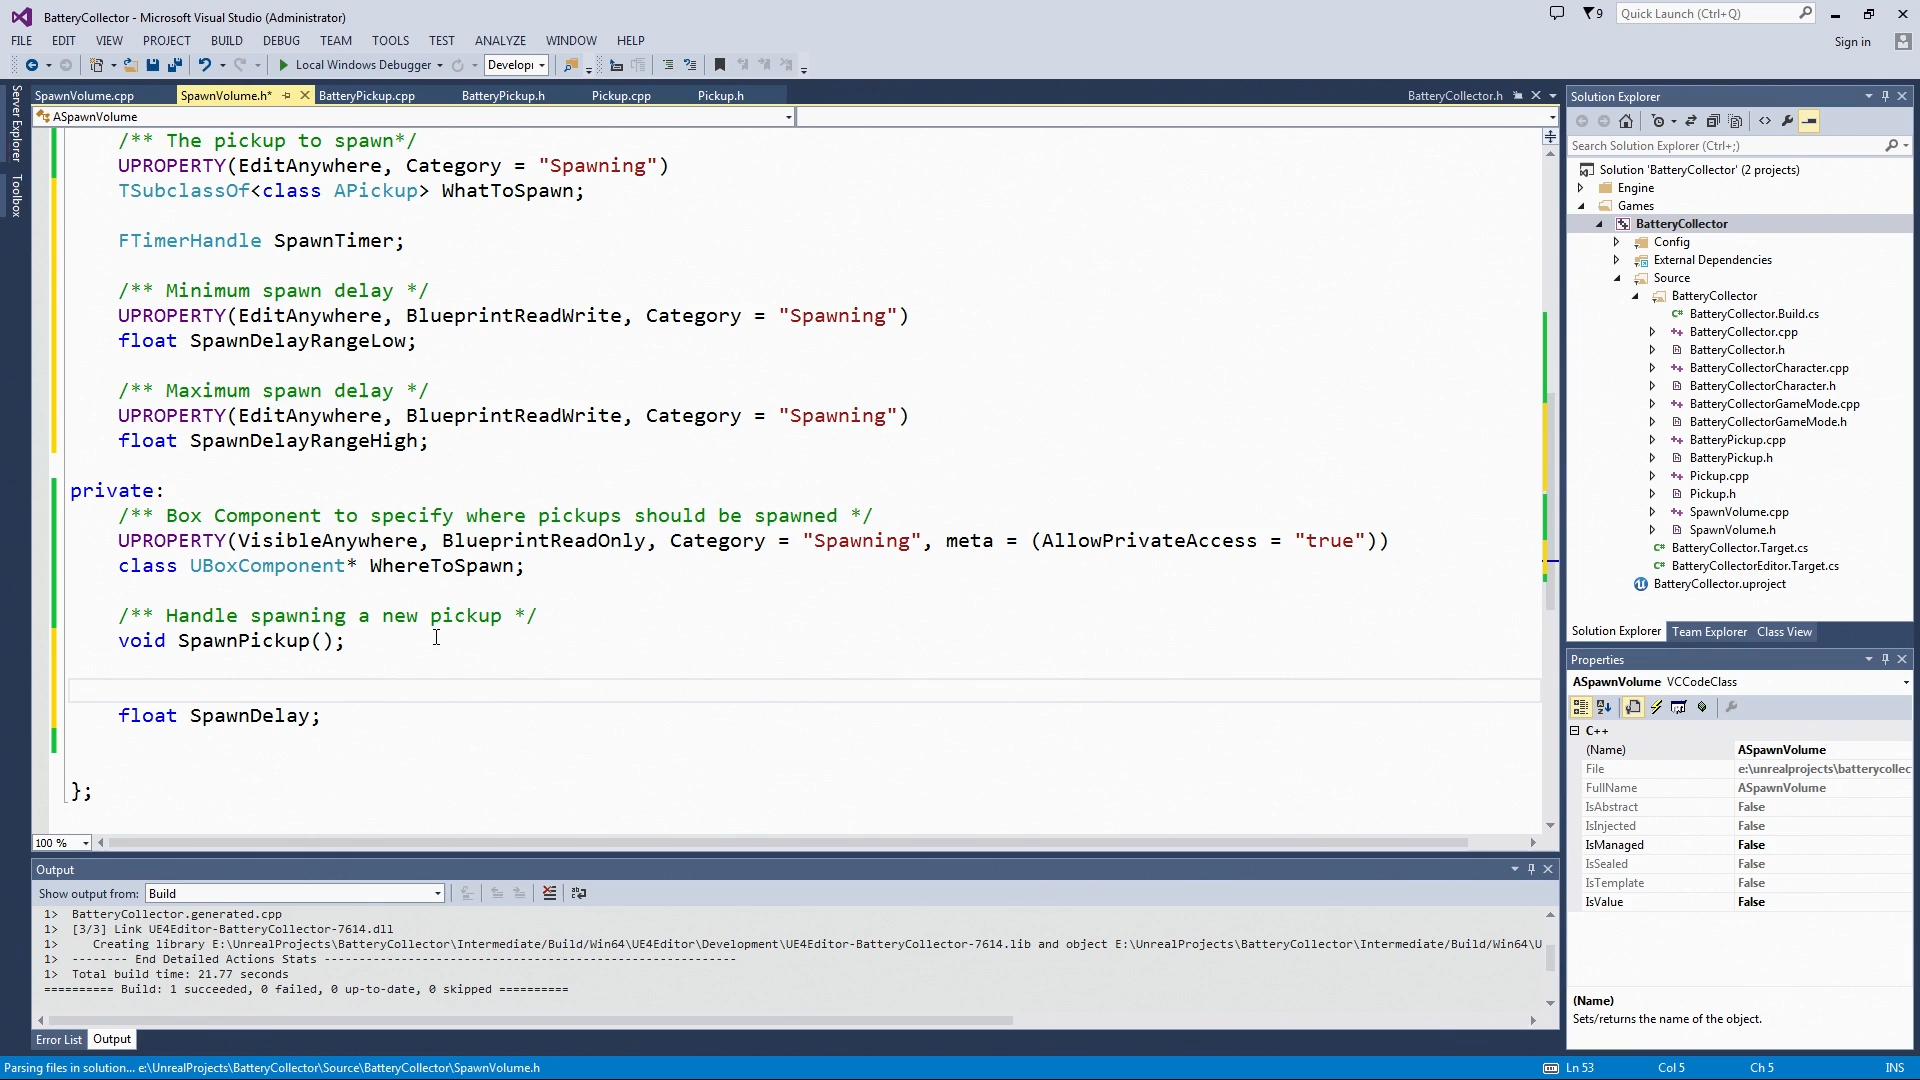 BatteryCollector - Microsoft Visual Studio (Administrator)
9
Quick Launch (Ctrl+Q)
FILE EDIT VIEW PROJECT BUILD DEBUG TEAM TOOLS TEST ANALYZE WINDOW HELP
Sign in
Local Windows Debugger
Developı
Server Explorer
Toolbox
SpawnVolume.cpp SpawnVolume.h* BatteryPickup.cpp BatteryPickup.h Pickup.cpp Pickup.h BatteryCollector.h
ASpawnVolume
/** The pickup to spawn*/
UPROPERTY(EditAnywhere, Category = "Spawning")
TSubclassOf<class APickup> WhatToSpawn;
FTimerHandle SpawnTimer;
/** Minimum spawn delay */
UPROPERTY(EditAnywhere, BlueprintReadWrite, Category = "Spawning")
float SpawnDelayRangeLow;
/** Maximum spawn delay */
UPROPERTY(EditAnywhere, BlueprintReadWrite, Category = "Spawning")
float SpawnDelayRangeHigh;
private:
/** Box Component to specify where pickups should be spawned */
UPROPERTY(VisibleAnywhere, BlueprintReadOnly, Category = "Spawning", meta = (AllowPrivateAccess = "true"))
class UBoxComponent* WhereToSpawn;
/** Handle spawning a new pickup */
void SpawnPickup();
float SpawnDelay;
};
100 %
Output
Show output from: Build
1> BatteryCollector.generated.cpp
1> [3/3] Link UE4Editor-BatteryCollector-7614.dll
1> Creating library E:\UnrealProjects\BatteryCollector\Intermediate/Build/Win64\UE4Editor\Development\UE4Editor-BatteryCollector-7614.lib and object E:\UnrealProjects\BatteryCollector\Intermediate/Build/Win64\U
1> -------- End Detailed Actions Stats -----------------------------------------------------------
1> Total build time: 21.77 seconds
========== Build: 1 succeeded, 0 failed, 0 up-to-date, 0 skipped ==========
Error List Output
Parsing files in solution... e:\UnrealProjects\BatteryCollector\Source\BatteryCollector\SpawnVolume.h
Ln 53 Col 5 Ch 5 INS
Solution Explorer
Search Solution Explorer (Ctrl+;)
Solution 'BatteryCollector' (2 projects)
Engine
Games
BatteryCollector
Config
External Dependencies
Source
BatteryCollector
BatteryCollector.Build.cs
BatteryCollector.cpp
BatteryCollector.h
BatteryCollectorCharacter.cpp
BatteryCollectorCharacter.h
BatteryCollectorGameMode.cpp
BatteryCollectorGameMode.h
BatteryPickup.cpp
BatteryPickup.h
Pickup.cpp
Pickup.h
SpawnVolume.cpp
SpawnVolume.h
BatteryCollector.Target.cs
BatteryCollectorEditor.Target.cs
BatteryCollector.uproject
Solution Explorer Team Explorer Class View
Properties
ASpawnVolume VCCodeClass
C++
(Name) ASpawnVolume
File e:\unrealprojects\batterycollec
FullName ASpawnVolume
IsAbstract False
IsInjected False
IsManaged False
IsSealed False
IsTemplate False
IsValue False
(Name)
Sets/returns the name of the object.